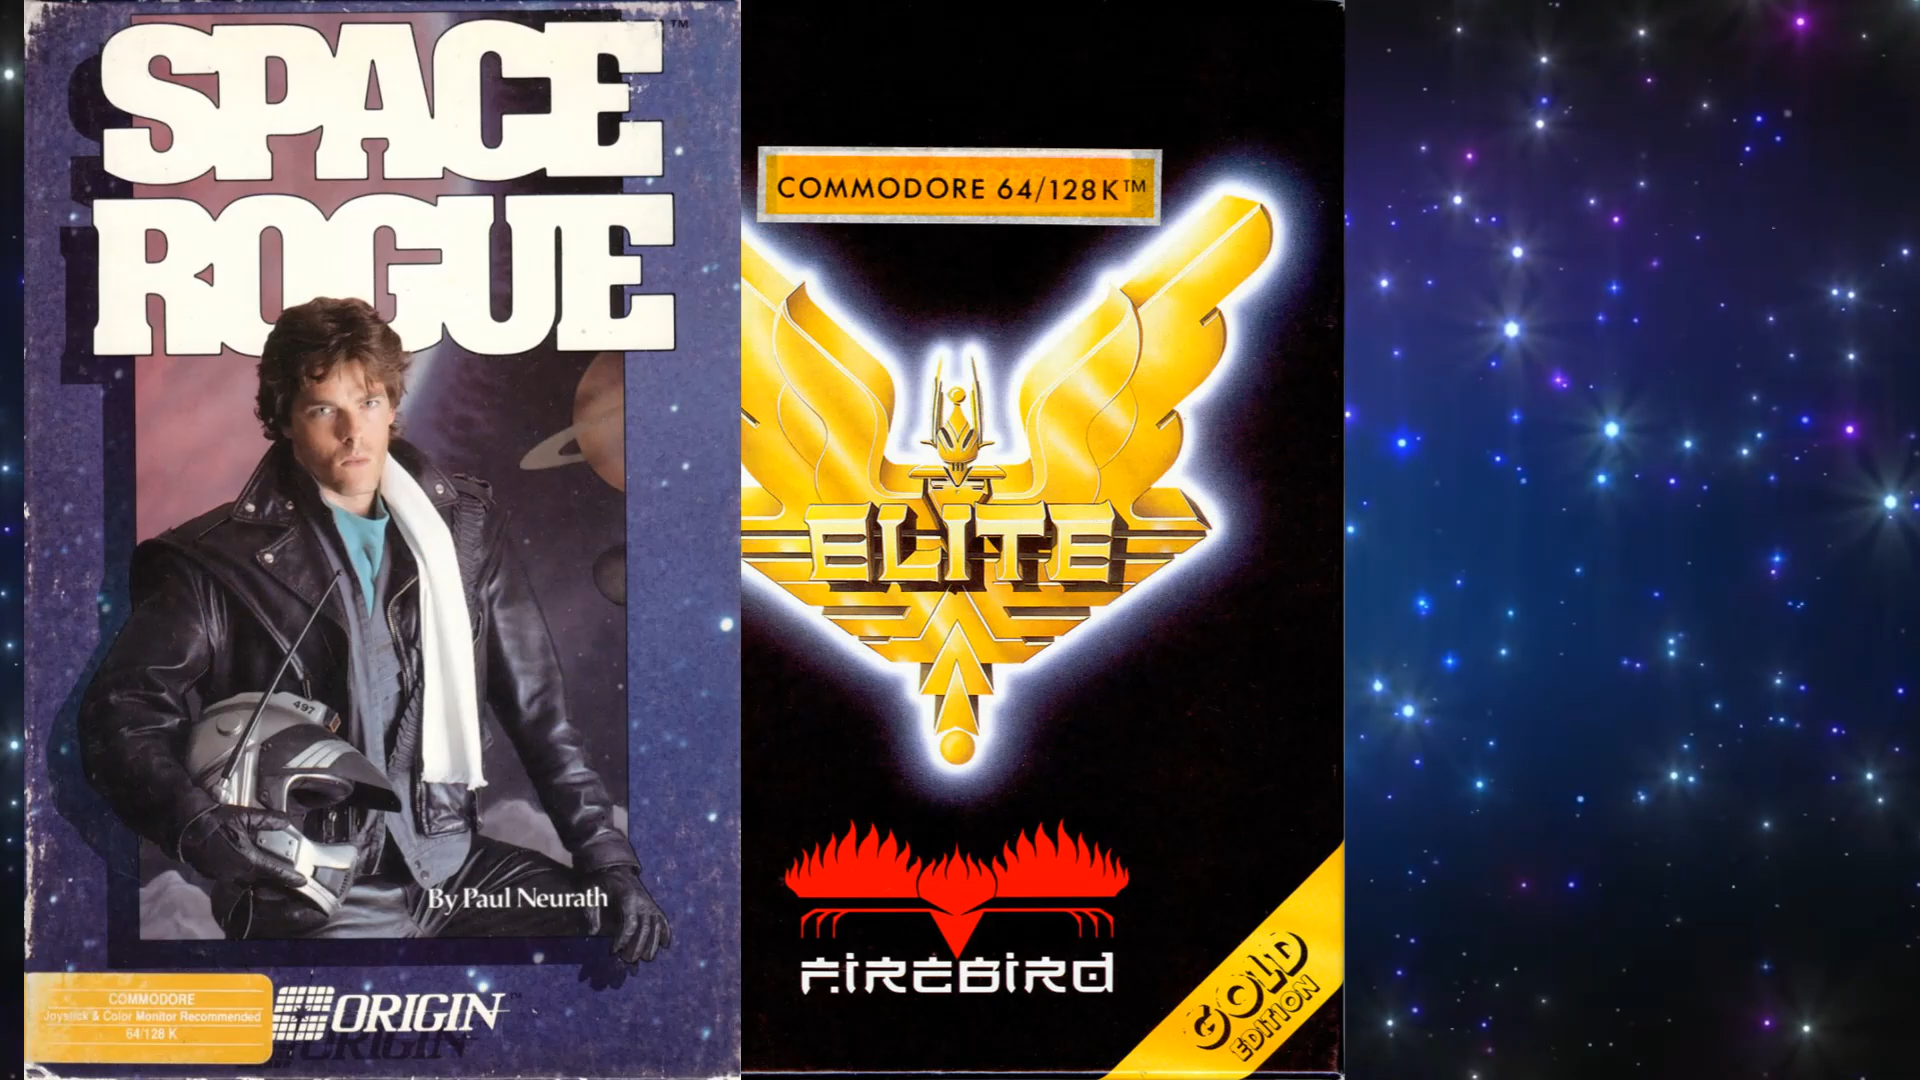 SPACE
ROGUE
™
497
By Paul Neurath
COMMODORE
Joystick & Color Monitor Recommended
64/128 K
ORIGIN™
COMMODORE 64/128K™
ELITE
FIREBIRD
GOLD
EDITION